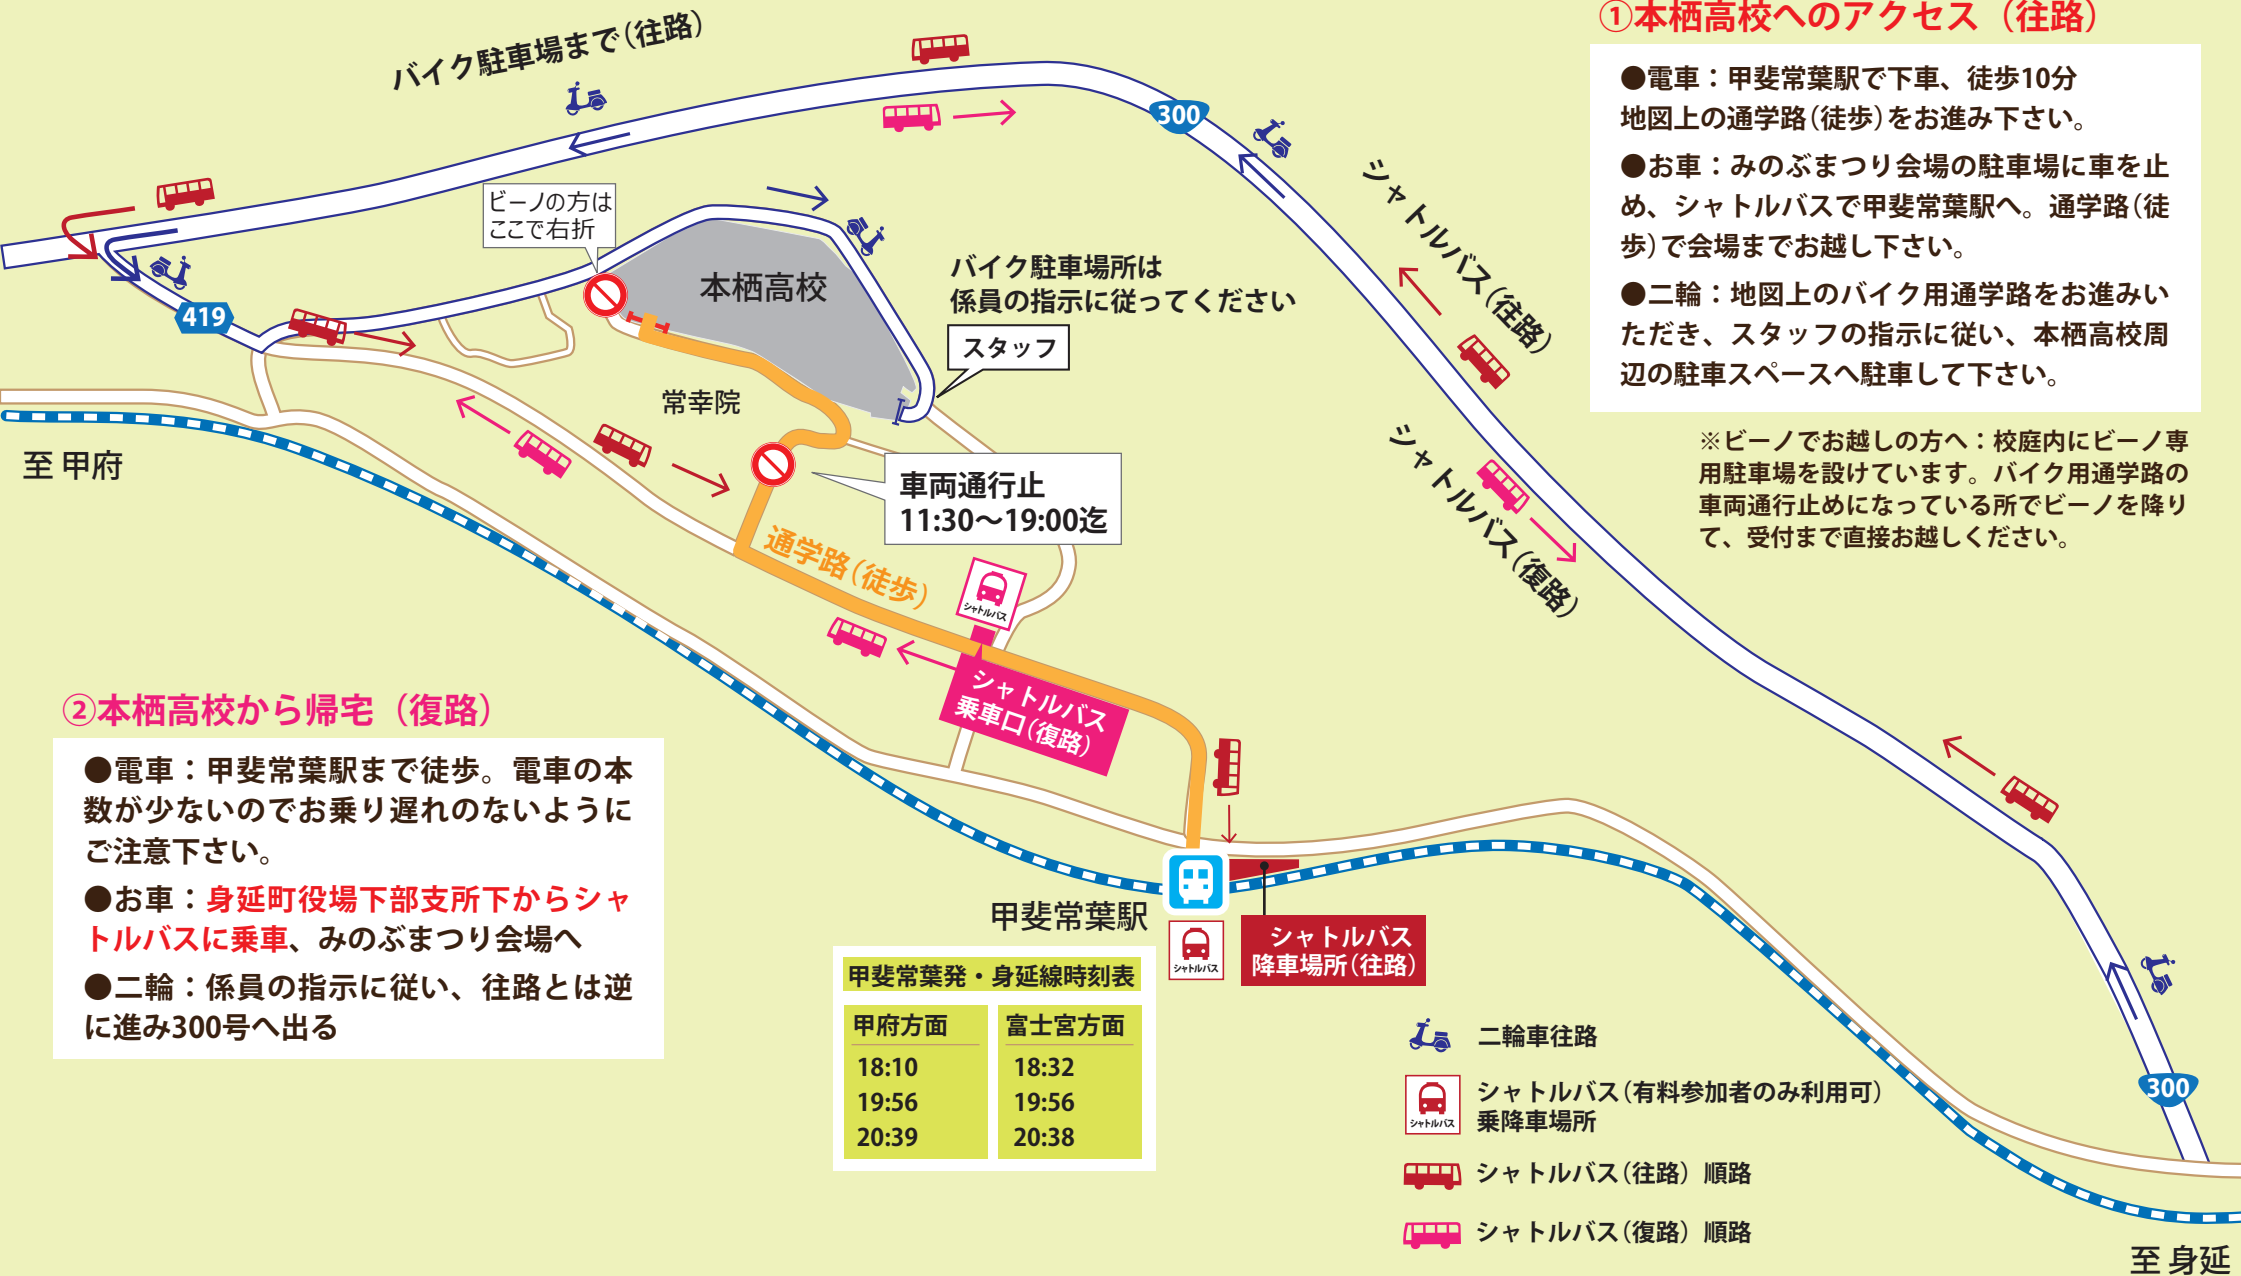 バイク駐車場まで（往路）
①本栖高校へのアクセス（往路）
●電車：甲斐常葉駅で下車、徒歩10分
地図上の通学路（徒歩）をお進み下さい。
●お車：みのぶまつり会場の駐車場に車を止
め、シャトルバスで甲斐常葉駅へ。通学路（徒
歩）で会場までお越し下さい。
●二輪：地図上のバイク用通学路をお進みい
ただき、スタッフの指示に従い、本栖高校周
辺の駐車スペースへ駐車して下さい。
※ビーノでお越しの方へ：校庭内にビーノ専
用駐車場を設けています。バイク用通学路の
車両通行止めになっている所でビーノを降り
て、受付まで直接お越しください。
300
シャトルバス（往路）
シャトルバス（復路）
ビーノの方は
ここで右折
本栖高校
バイク駐車場所は
係員の指示に従ってください
スタッフ
419
常幸院
至 甲府
車両通行止
11:30〜19:00迄
通学路（徒歩）
シャトルバス
シャトルバス
乗車口（復路）
②本栖高校から帰宅（復路）
●電車：甲斐常葉駅まで徒歩。電車の本
数が少ないのでお乗り遅れのないように
ご注意下さい。
●お車：身延町役場下部支所下からシャ
トルバスに乗車、みのぶまつり会場へ
●二輪：係員の指示に従い、往路とは逆
に進み300号へ出る
甲斐常葉駅
シャトルバス
シャトルバス
降車場所（往路）
甲斐常葉発・身延線時刻表
甲府方面
18:10
19:56
20:39
富士宮方面
18:32
19:56
20:38
二輪車往路
シャトルバス
シャトルバス（有料参加者のみ利用可）
乗降車場所
シャトルバス（往路）順路
シャトルバス（復路）順路
300
至 身延